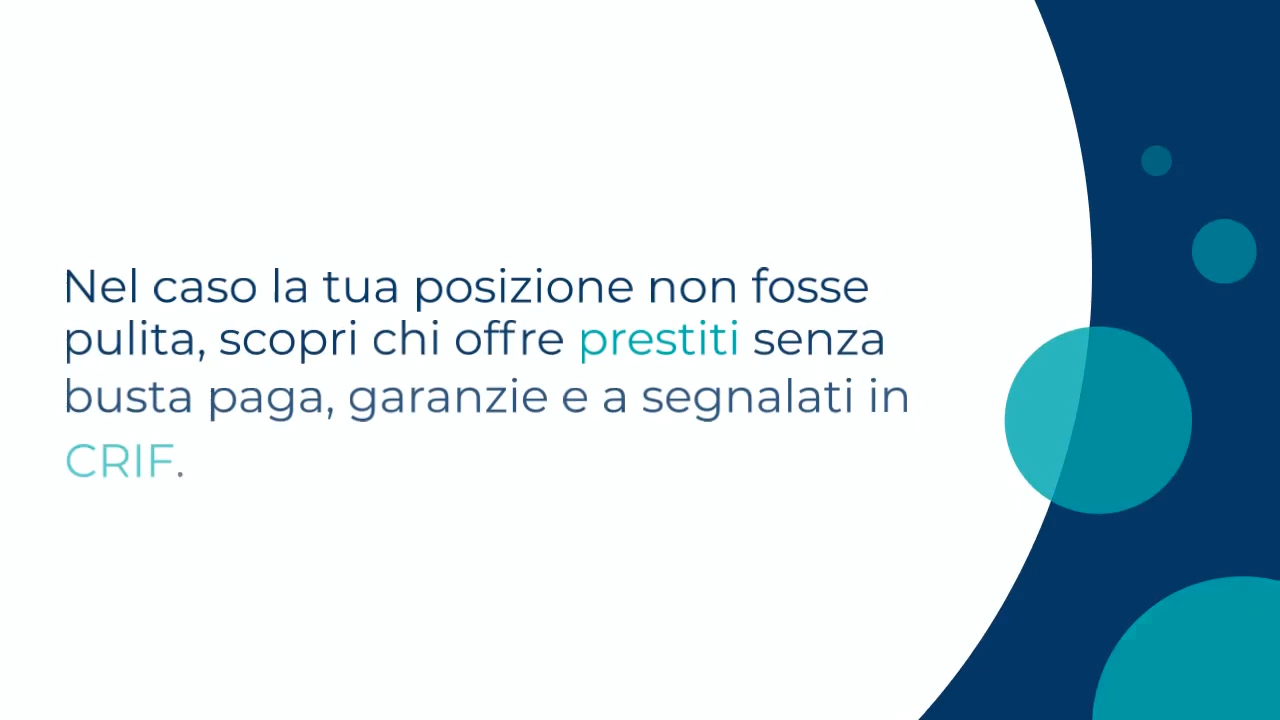 Nel caso la tua posizione non fosse
pulita, scopri chi offre prestiti senza
busta paga, garanzie e a segnalati in
CRIF.